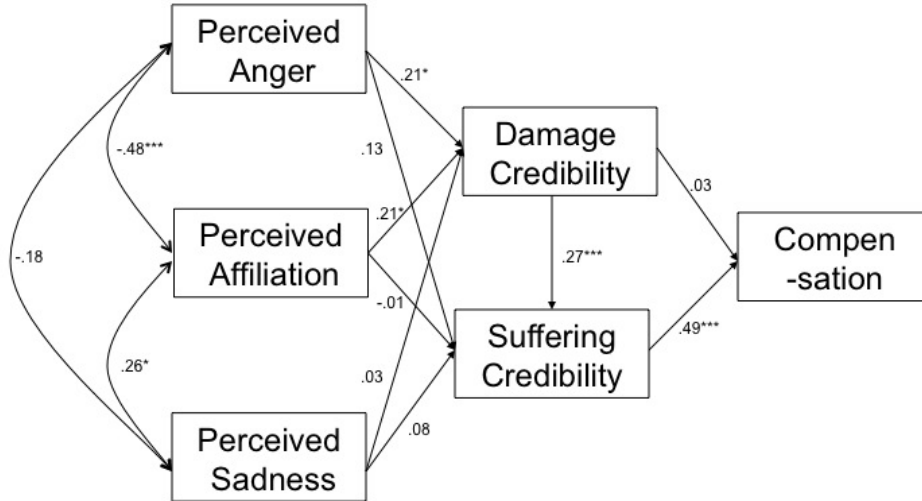 Perceived
Anger
.21*
Damage
Credibility
-.48***
.13
.03
.21*
Perceived
Affiliation
Compen
-sation
-.18
.27***
-.01
Suffering
Credibility
.49***
.26*
.03
.08
Perceived
Sadness